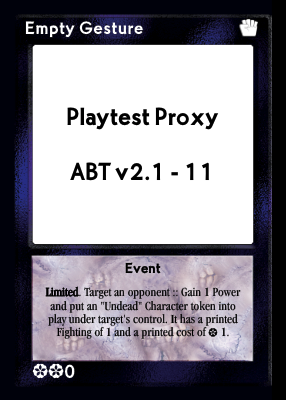 Empty Gesture
Playtest Proxy
ABT v2.1 - 11
Event
Limited. Target an opponent :: Gain 1 Power
and put an "Undead" Character token into
play under target's control. It has a printed
Fighting of 1 and a printed cost of 1.
0